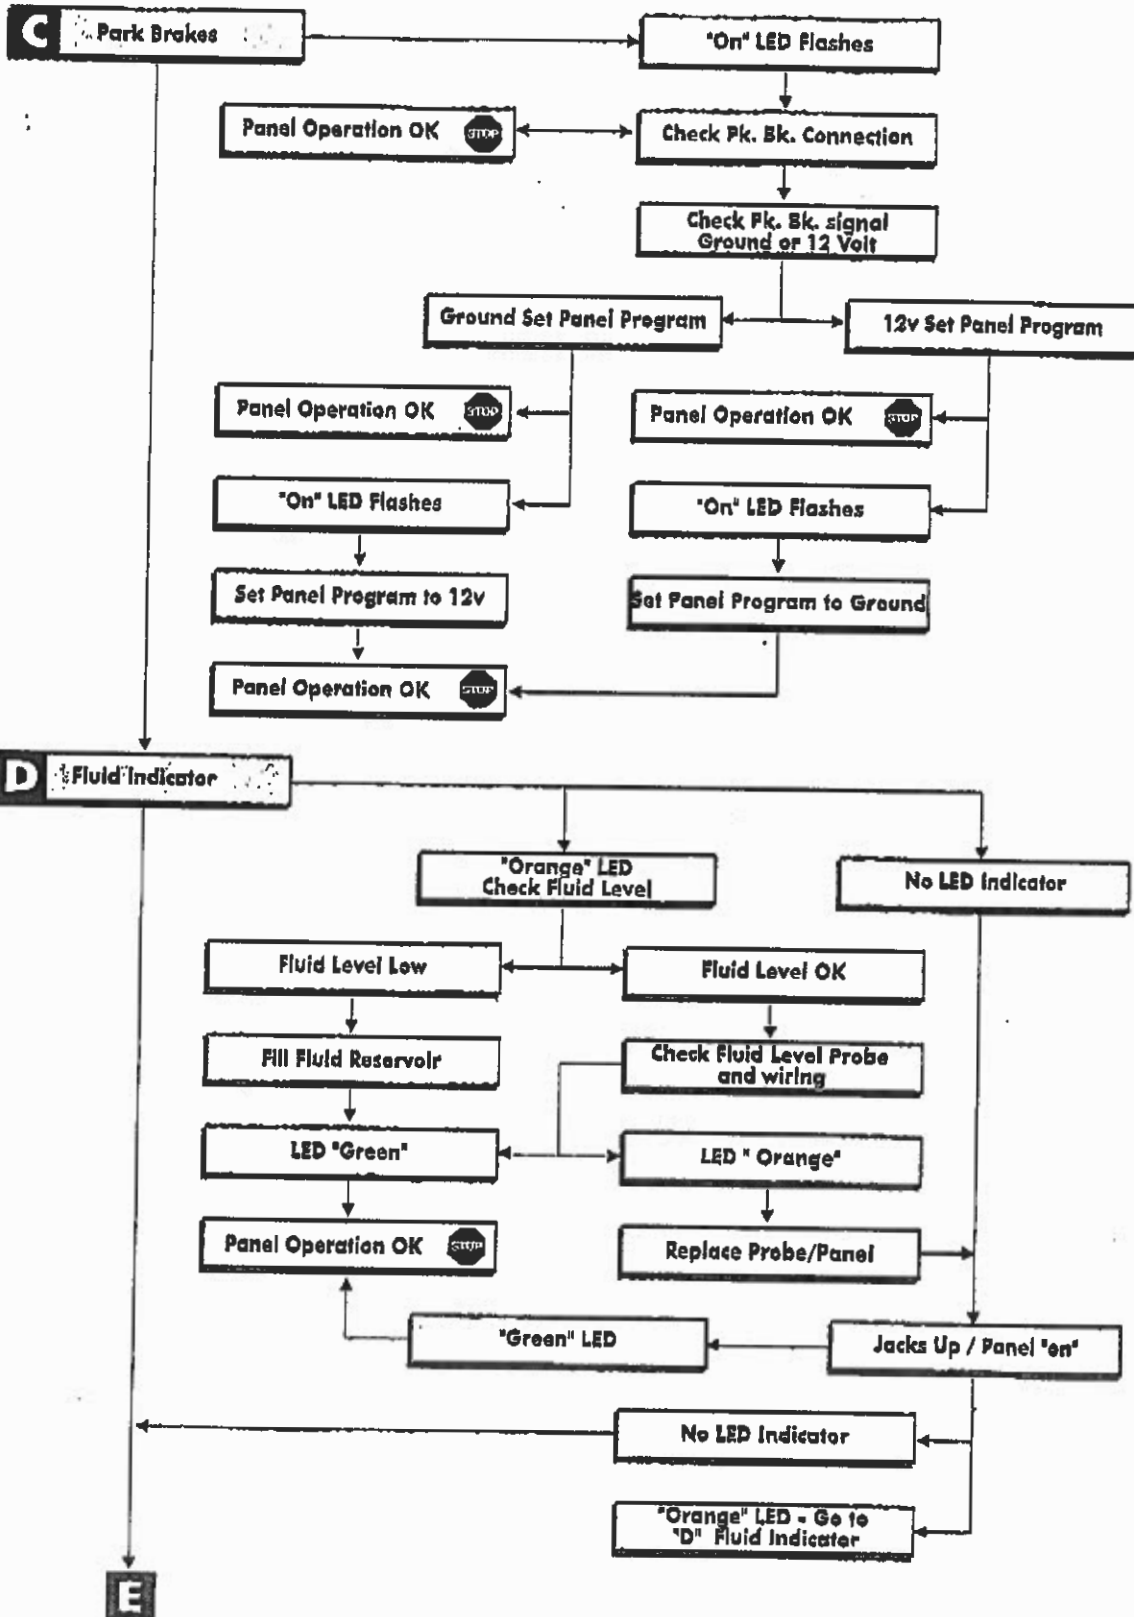 C Park Brakes
"On" LED Flashes
Panel Operation OK STOP
Check Pk. Bk. Connection
Check Pk. Bk. signal
Ground or 12 Volt
Ground Set Panel Program
12v Set Panel Program
Panel Operation OK STOP
Panel Operation OK STOP
"On" LED Flashes
"On" LED Flashes
Set Panel Program to 12v
Set Panel Program to Ground
Panel Operation OK STOP
D Fluid Indicator
"Orange" LED
Check Fluid Level
No LED Indicator
Fluid Level Low
Fluid Level OK
Fill Fluid Reservoir
Check Fluid Level Probe
and wiring
LED "Green"
LED " Orange"
Panel Operation OK STOP
Replace Probe/Panel
"Green" LED
Jacks Up / Panel "on"
No LED Indicator
"Orange" LED - Go to
"D" Fluid Indicator
E